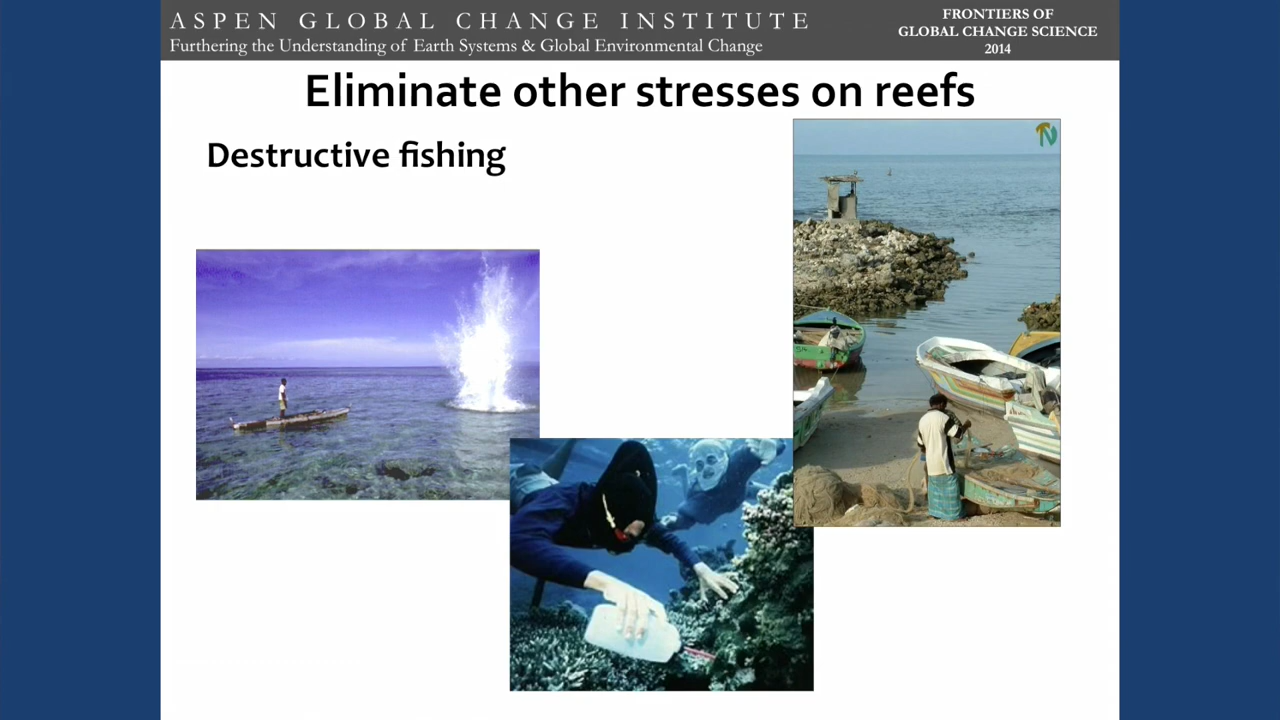 ASPEN GLOBAL CHANGE INSTITUTE
Furthering the Understanding of Earth Systems & Global Environmental Change
FRONTIERS OF
GLOBAL CHANGE SCIENCE
2014
Eliminate other stresses on reefs
Destructive fishing